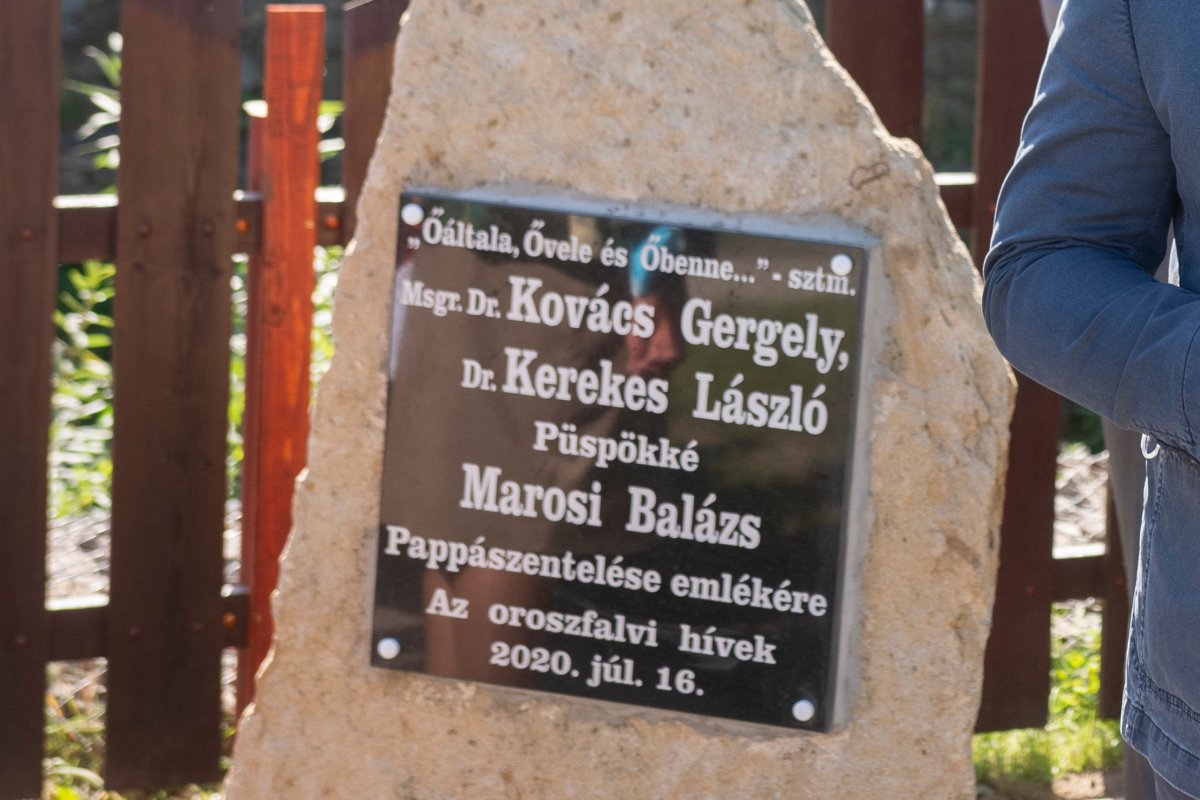 „Őáltala, Ővele és Őbenne...” - sztm.
Msgr. Dr. Kovács Gergely,
Dr. Kerekes László
Püspökké
Marosi Balázs
Pappászentelése emlékére
Az oroszfalvi hívek
2020. júl. 16.